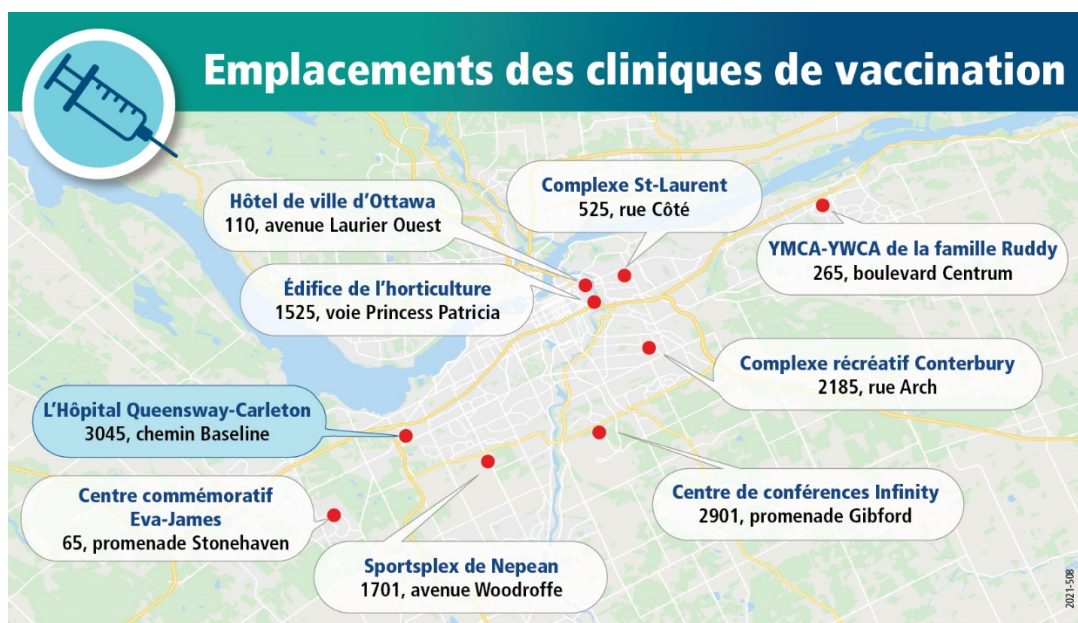 Emplacements des cliniques de vaccination
Hôtel de ville d'Ottawa
110, avenue Laurier Ouest
Complexe St-Laurent
525, rue Côté
YMCA-YWCA de la famille Ruddy
265, boulevard Centrum
Édifice de l'horticulture
1525, voie Princess Patricia
Complexe récréatif Conterbury
2185, rue Arch
L'Hôpital Queensway-Carleton
3045, chemin Baseline
Centre commémoratif
Eva-James
65, promenade Stonehaven
Centre de conférences Infinity
2901, promenade Gibford
Sportsplex de Nepean
1701, avenue Woodroffe
2021-508